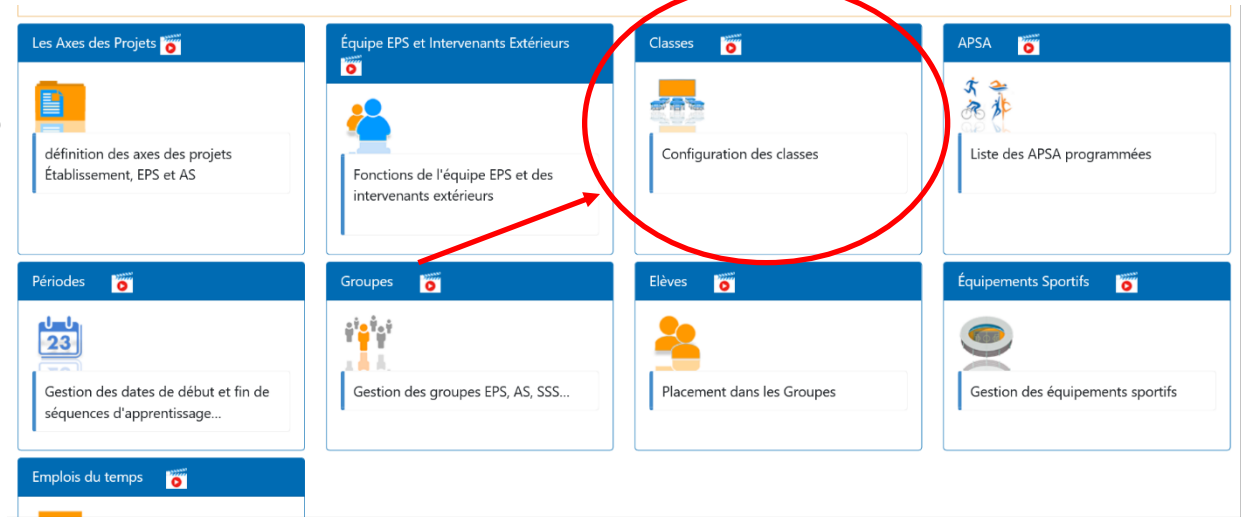 Les Axes des Projets
définition des axes des projets
Établissement, EPS et AS
Équipe EPS et Intervenants Extérieurs
Fonctions de l'équipe EPS et des
intervenants extérieurs
Classes
Configuration des classes
APSA
Liste des APSA programmées
Périodes
23
Gestion des dates de début et fin de
séquences d'apprentissage...
Groupes
Gestion des groupes EPS, AS, SSS...
Elèves
Placement dans les Groupes
Équipements Sportifs
Gestion des équipements sportifs
Emplois du temps